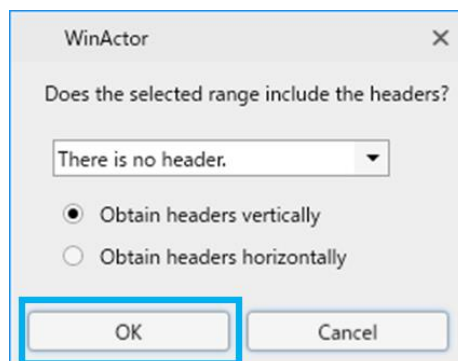 WinActor
Does the selected range include the headers?
There is no header.
Obtain headers vertically
Obtain headers horizontally
OK Cancel